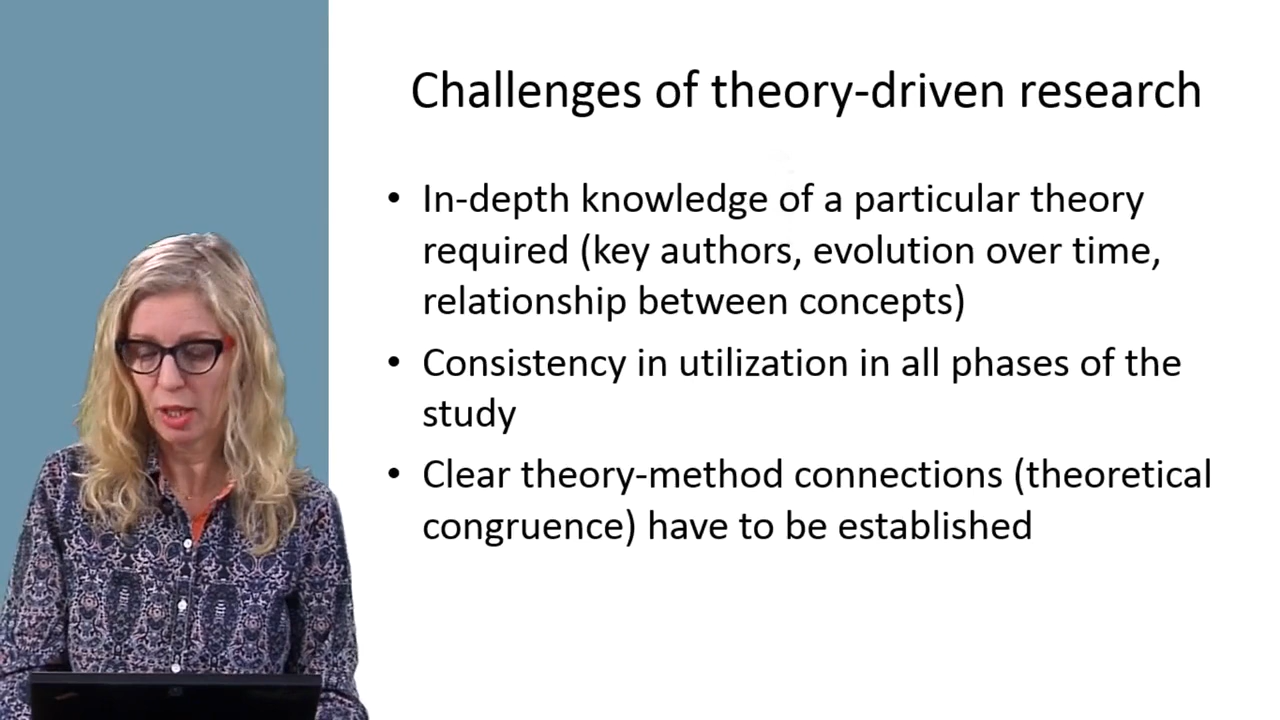 Challenges of theory-driven research
• In-depth knowledge of a particular theory
required (key authors, evolution over time,
relationship between concepts)
• Consistency in utilization in all phases of the
study
• Clear theory-method connections (theoretical
congruence) have to be established